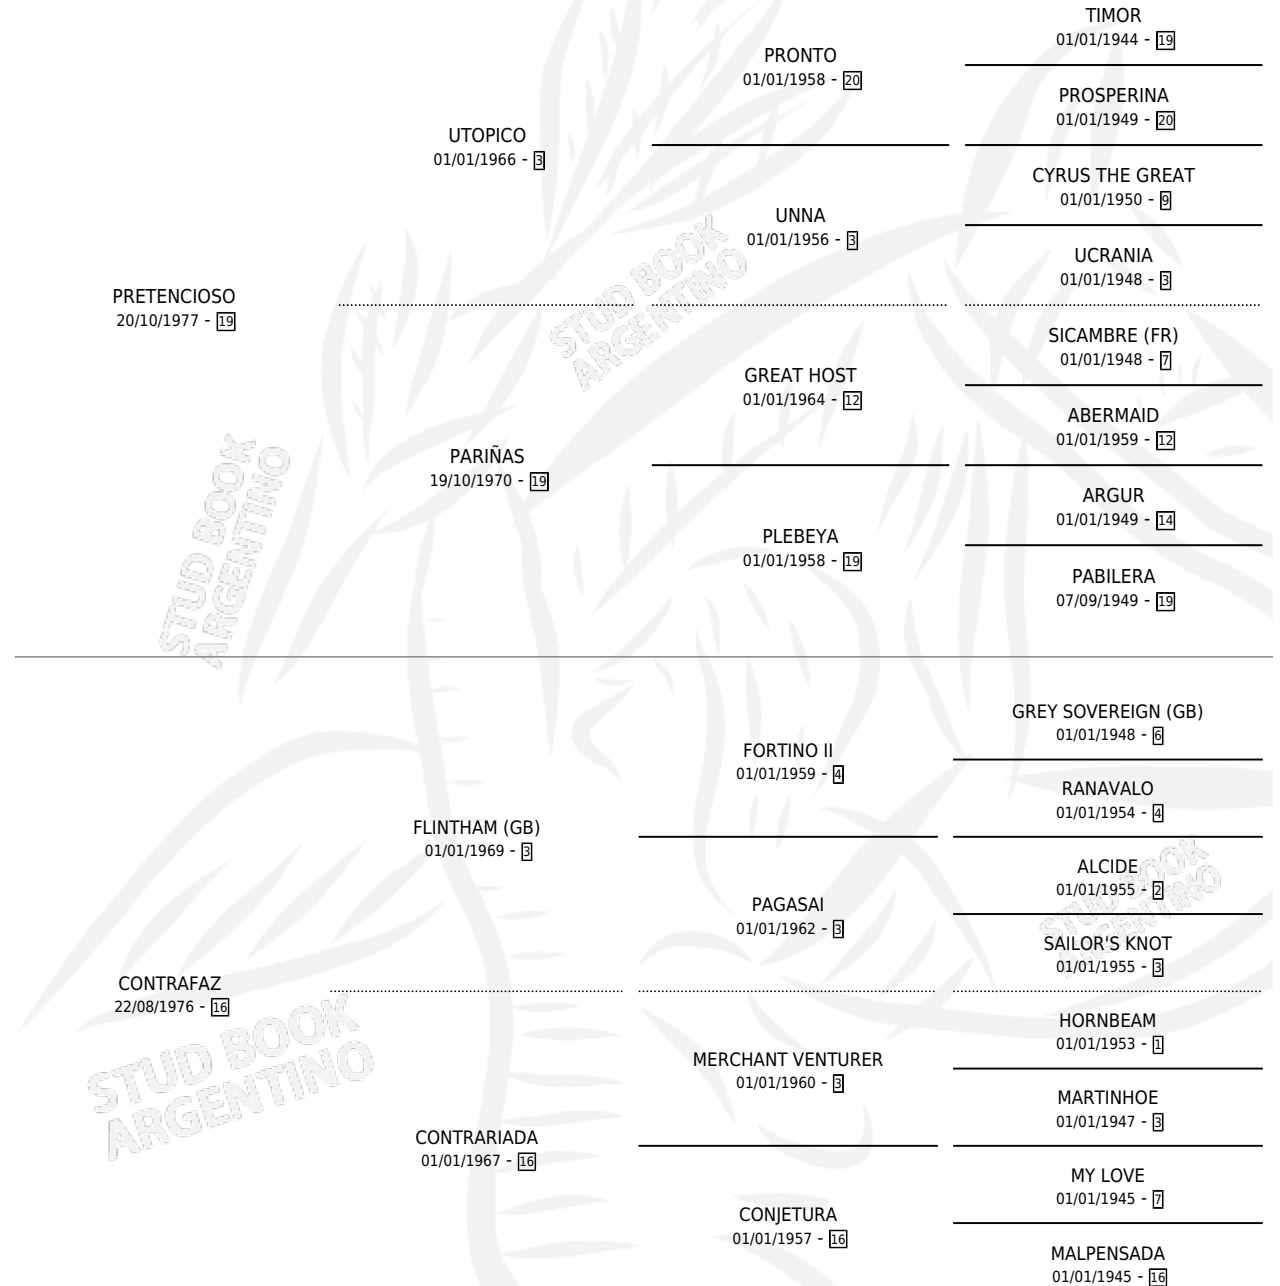 TIMOR
01/01/1944 - 19
PRONTO
01/01/1958 - 20
PROSPERINA
01/01/1949 - 20
UTOPICO
01/01/1966 - 3
CYRUS THE GREAT
01/01/1950 - 9
UNNA
01/01/1956 - 3
UCRANIA
01/01/1948 - 3
PRETENCIOSO
20/10/1977 - 19
SICAMBRE (FR)
01/01/1948 - 7
GREAT HOST
01/01/1964 - 12
ABERMAID
01/01/1959 - 12
PARIÑAS
19/10/1970 - 19
ARGUR
01/01/1949 - 14
PLEBEYA
01/01/1958 - 19
PABILERA
07/09/1949 - 19
GREY SOVEREIGN (GB)
01/01/1948 - 6
FORTINO II
01/01/1959 - 4
RANAVALO
01/01/1954 - 4
FLINTHAM (GB)
01/01/1969 - 3
ALCIDE
01/01/1955 - 2
PAGASAI
01/01/1962 - 3
SAILOR'S KNOT
01/01/1955 - 3
CONTRAFAZ
22/08/1976 - 16
HORNBEAM
01/01/1953 - 1
MERCHANT VENTURER
01/01/1960 - 3
MARTINHOE
01/01/1947 - 3
CONTRARIADA
01/01/1967 - 16
MY LOVE
01/01/1945 - 7
CONJETURA
01/01/1957 - 16
MALPENSADA
01/01/1945 - 16
STUD BOOK
ARGENTINO
STUD BOOK
ARGENTINO
STUD BOOK
ARGENTINO
STUD BOOK
ARGENTINO